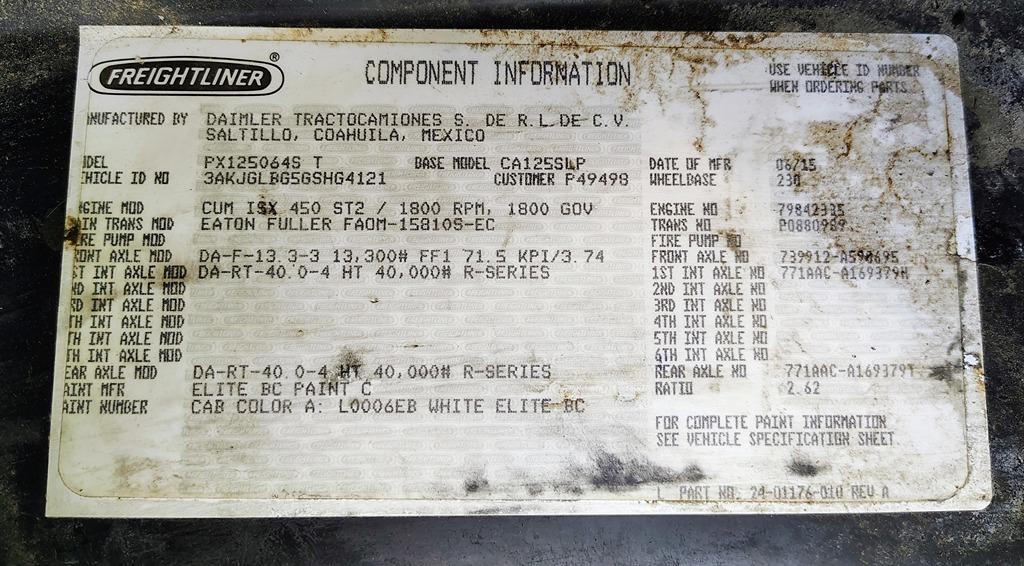 FREIGHTLINER ® COMPONENT INFORMATION USE VEHICLE ID NUMBER
WHEN ORDERING PARTS
NUFACTURED BY DAIMLER TRACTOCAMIONES S. DE R.L.DE C.V.
SALTILLO, COAHUILA, MEXICO
DEL PX125064S T BASE MODEL CA125SLP DATE OF MFR 06/15
HICLE ID NO 3AKJGLBG5GSHG4121 CUSTOMER P49498 WHEELBASE 230
GINE MOD CUM ISX 450 ST2 / 1800 RPM, 1800 GOV ENGINE NO 79842335
IN TRANS MOD EATON FULLER FAOM-15810S-EC TRANS NO P0880989
IRE PUMP MOD FIRE PUMP NO
RONT AXLE MOD DA-F-13.3-3 13,300# FF1 71.5 KPI/3.74 FRONT AXLE NO 739912-A590695
ST INT AXLE MOD DA-RT-40.0-4 HT 40,000# R-SERIES 1ST INT AXLE NO 771AAC-A169379H
ND INT AXLE MOD 2ND INT AXLE NO
RD INT AXLE MOD 3RD INT AXLE NO
TH INT AXLE MOD 4TH INT AXLE NO
TH INT AXLE MOD 5TH INT AXLE NO
TH INT AXLE MOD 6TH INT AXLE NO
EAR AXLE MOD DA-RT-40.0-4 HT 40,000# R-SERIES REAR AXLE NO 771AAC-A169379T
AINT MFR ELITE BC PAINT C RATIO 2.62
AINT NUMBER CAB COLOR A: L0006EB WHITE ELITE BC
FOR COMPLETE PAINT INFORMATION
SEE VEHICLE SPECIFICATION SHEET.
PART NO. 24-01176-010 REV A